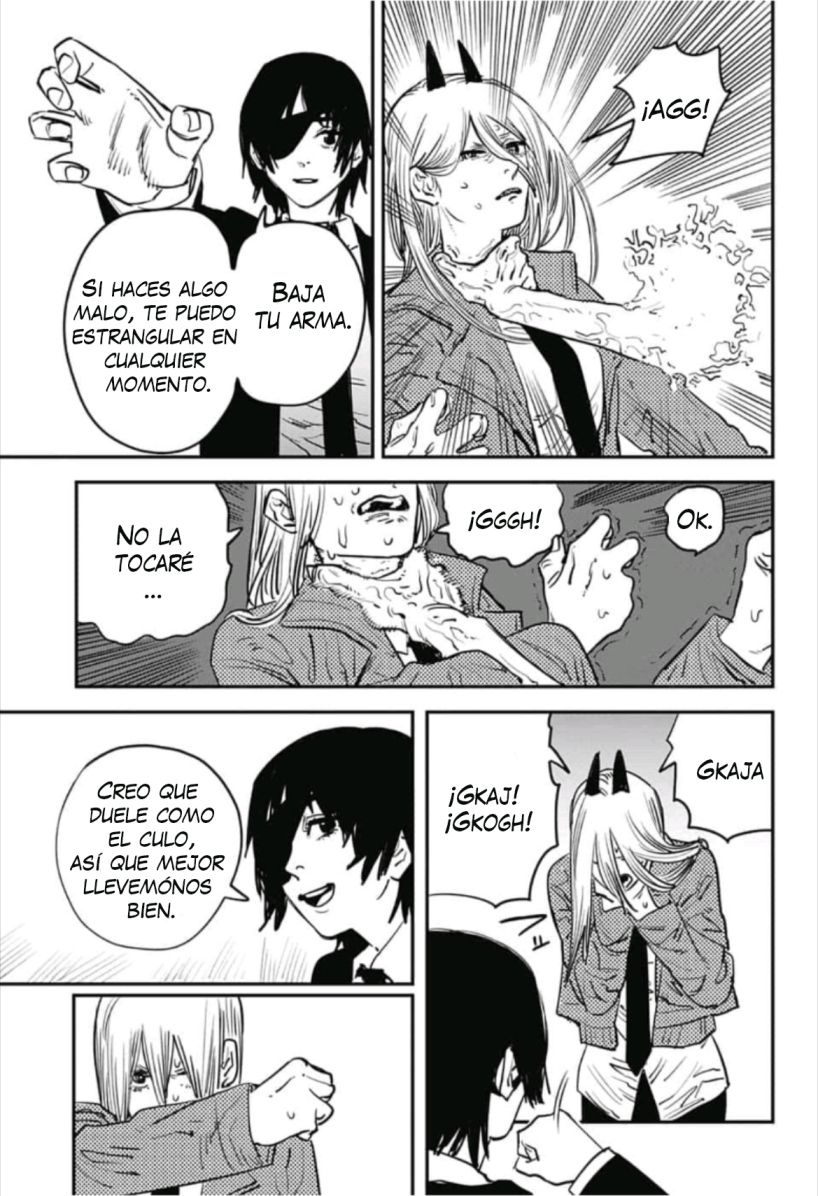 ¡AGG!
BAJA
TU ARMA.
SI HACES ALGO
MALO, TE PUEDO
ESTRANGULAR EN
CUALQUIER
MOMENTO.
OK.
¡GGGH!
NO LA
TOCARÉ
...
GKAJA
¡GKAJ!
¡GKOGH!
CREO QUE
DUELE COMO
EL CULO,
ASÍ QUE MEJOR
LLEVEMÓNOS
BIEN.